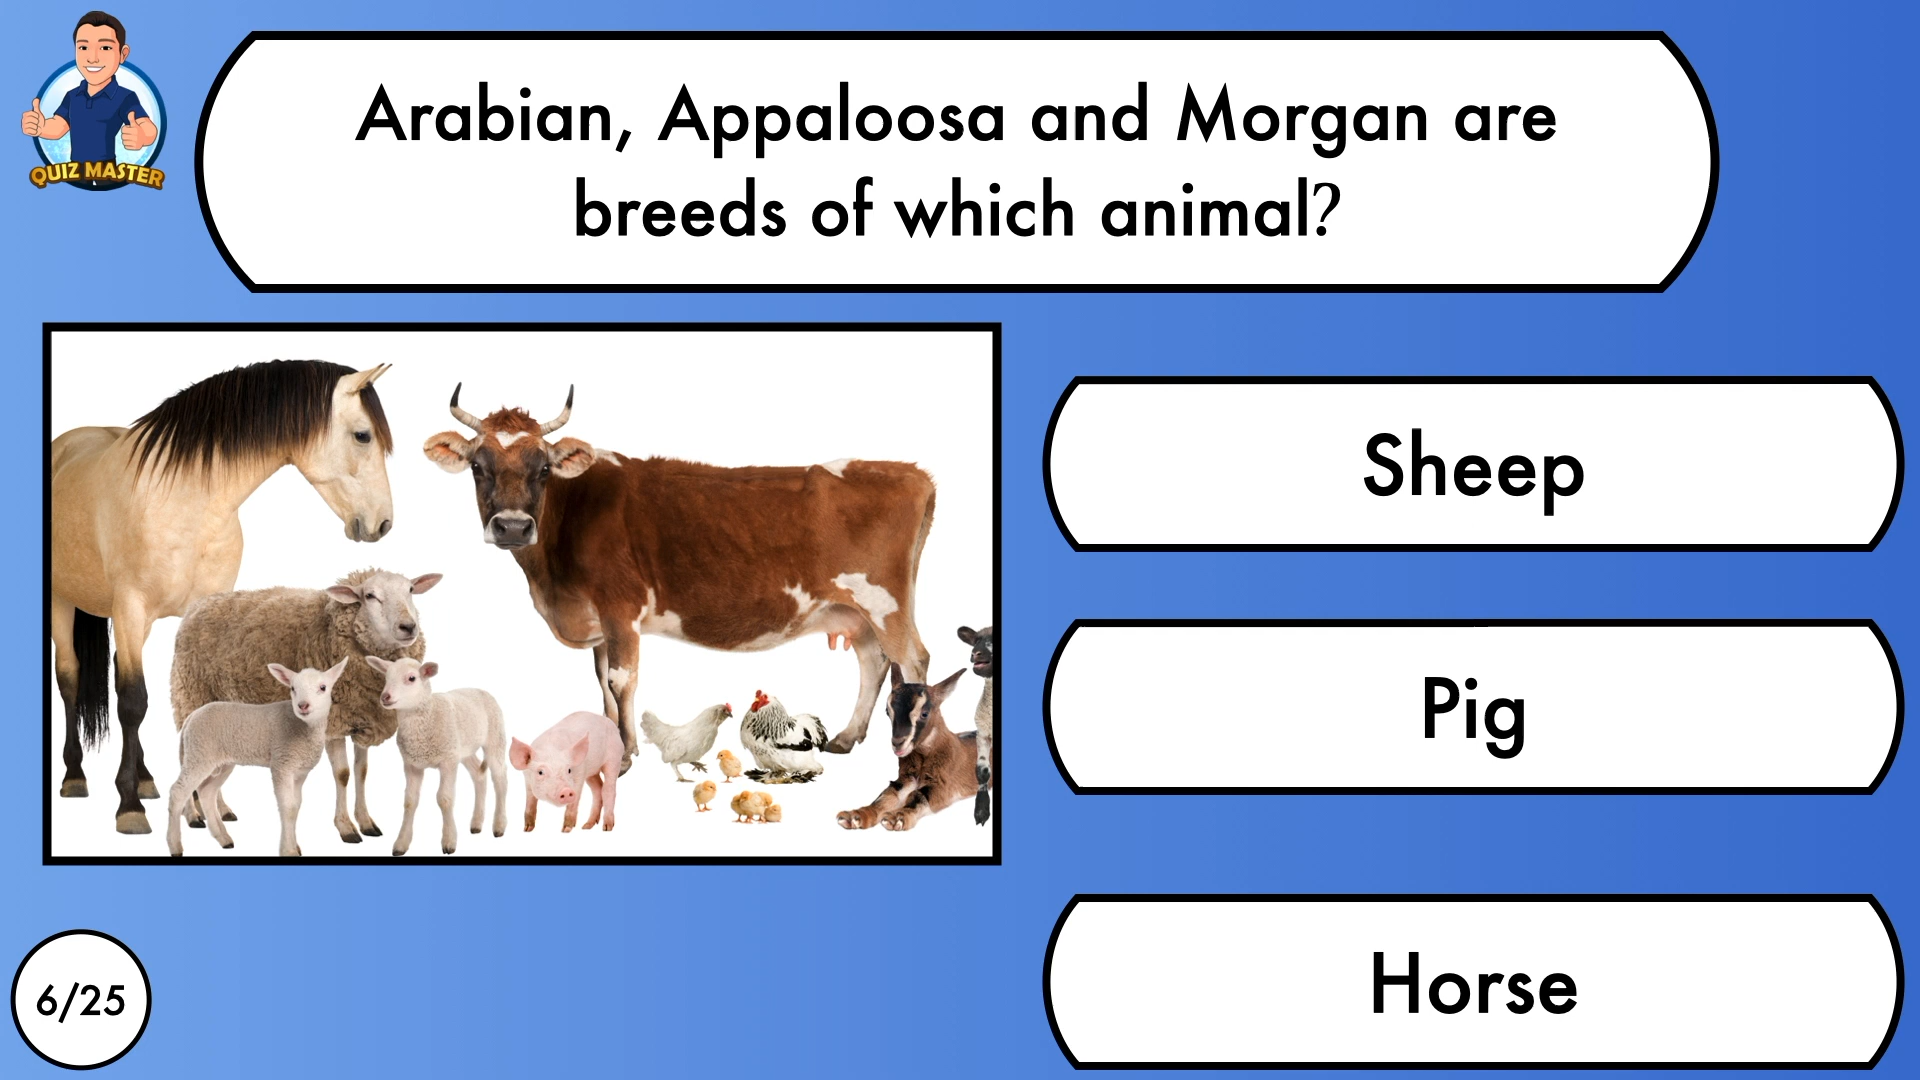 QUIZ MASTER
Arabian, Appaloosa and Morgan are
breeds of which animal?
Sheep
Pig
Horse
6/25